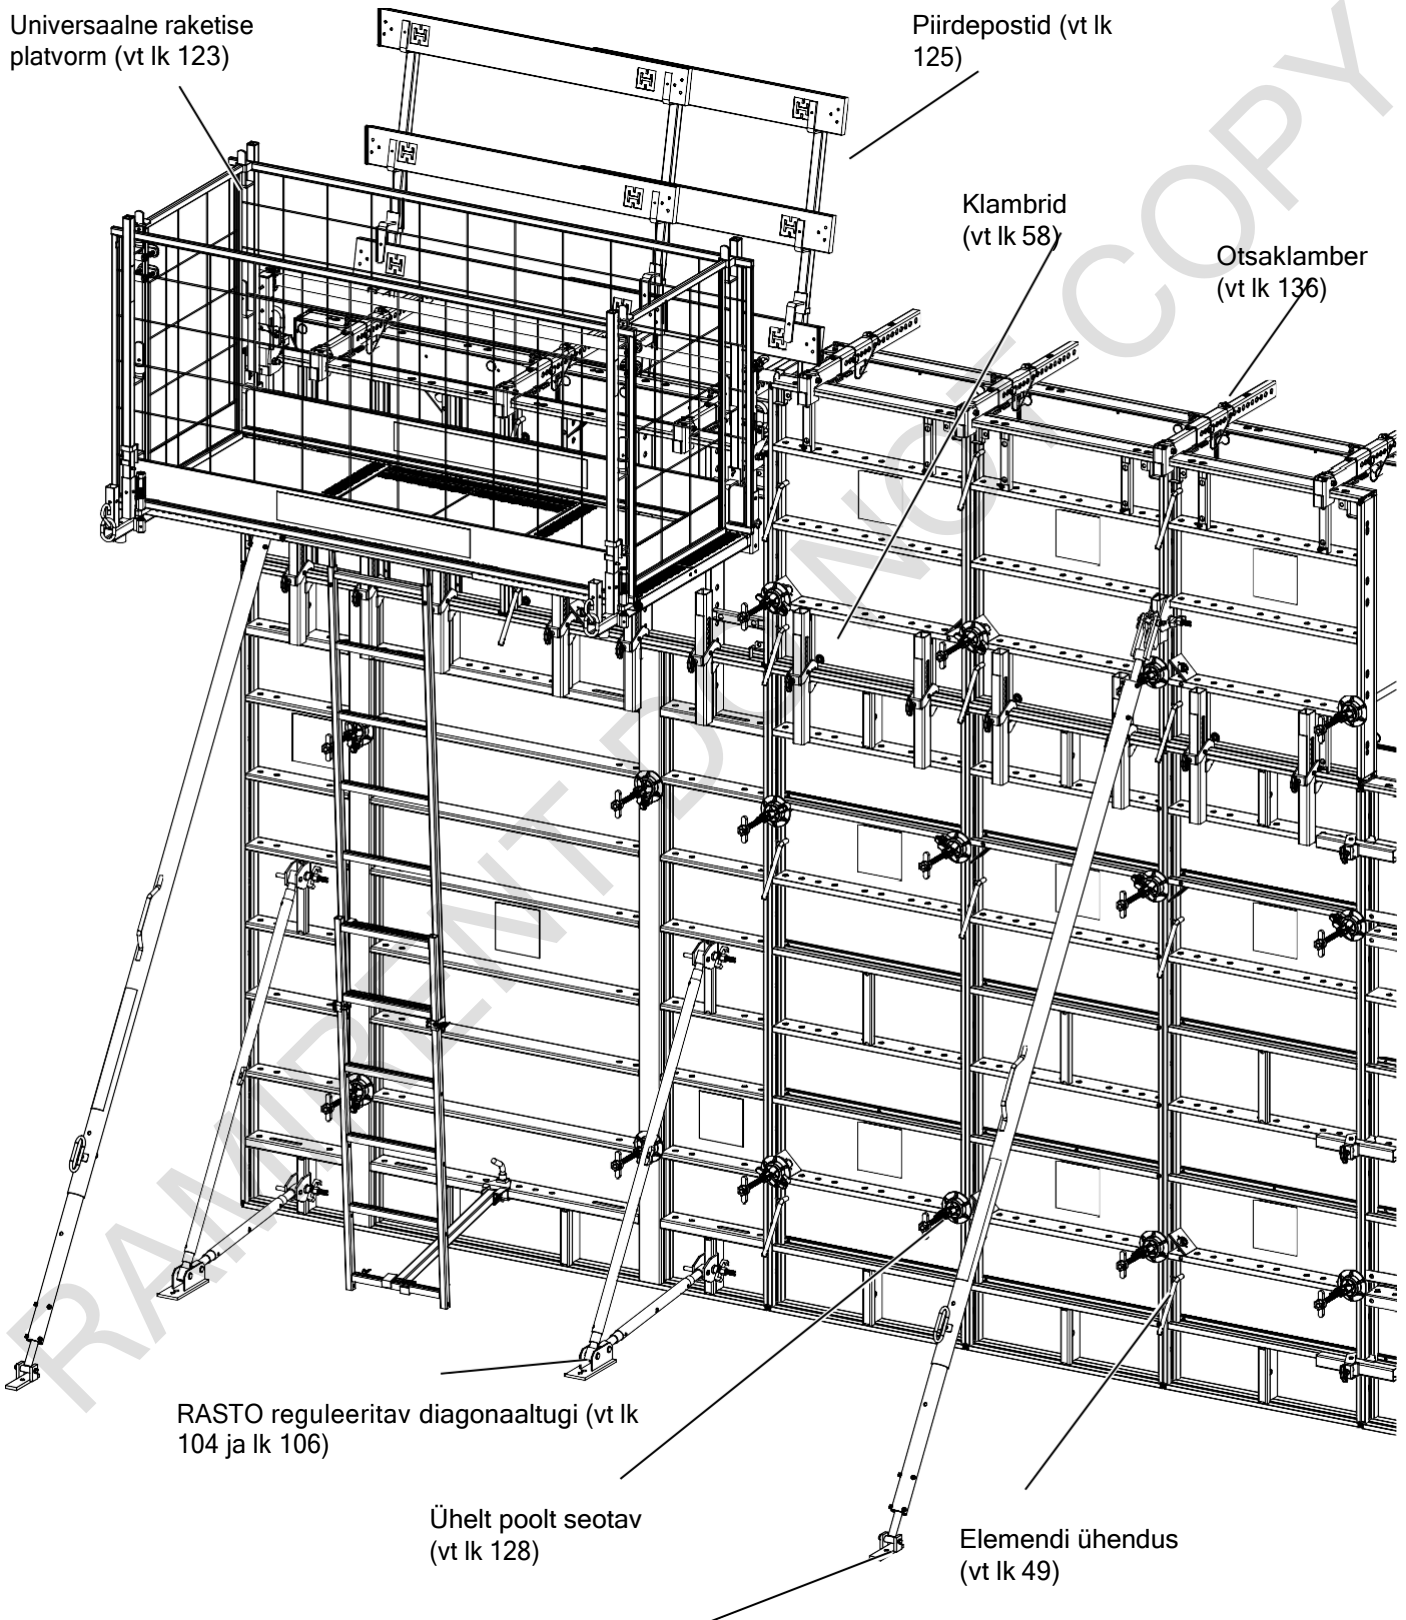 Universaalne raketise
platvorm (vt lk 123)
Piirdepostid (vt lk
125)
Klambrid
(vt lk 58)
Otsaklamber
(vt lk 136)
RASTO reguleeritav diagonaaltugi (vt lk
104 ja lk 106)
Ühelt poolt seotav
(vt lk 128)
Elemendi ühendus
(vt lk 49)
RAMIRENT DO NOT COPY